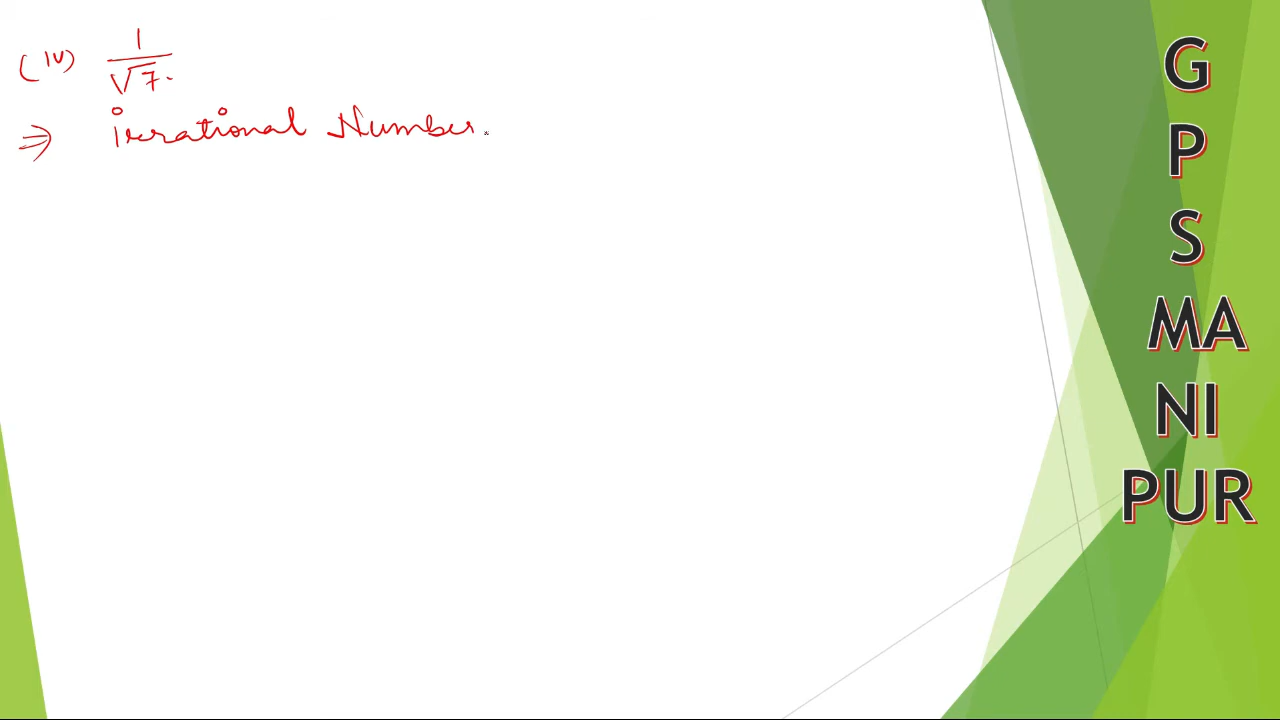 (iv) 1/√7.
⇒ irrational Number.
G
P
S
MA
NI
PUR